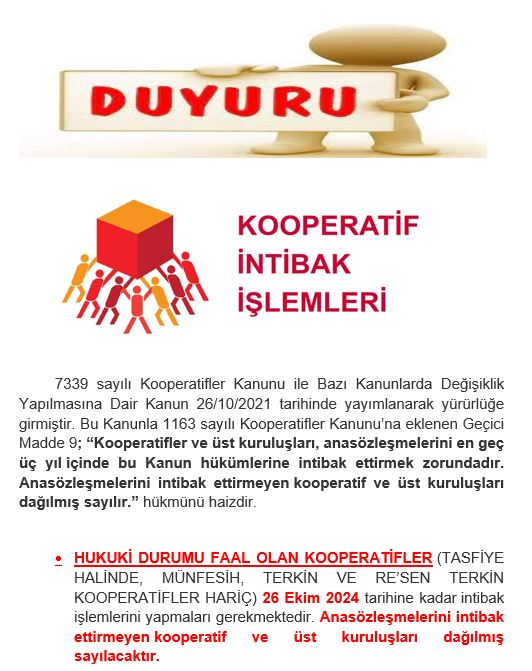 DUYURU
KOOPERATİF
İNTİBAK
İŞLEMLERİ
7339 sayılı Kooperatifler Kanunu ile Bazı Kanunlarda Değişiklik
Yapılmasına Dair Kanun 26/10/2021 tarihinde yayımlanarak yürürlüğe
girmiştir. Bu Kanunla 1163 sayılı Kooperatifler Kanunu’na eklenen Geçici
Madde 9; “Kooperatifler ve üst kuruluşları, anasözleşmelerini en geç
üç yıl içinde bu Kanun hükümlerine intibak ettirmek zorundadır.
Anasözleşmelerini intibak ettirmeyen kooperatif ve üst kuruluşları
dağılmış sayılır.” hükmünü haizdir.
• HUKUKİ DURUMU FAAL OLAN KOOPERATİFLER (TASFİYE
HALİNDE, MÜNFESİH, TERKİN VE RE’SEN TERKİN
KOOPERATİFLER HARİÇ) 26 Ekim 2024 tarihine kadar intibak
işlemlerini yapmaları gerekmektedir. Anasözleşmelerini intibak
ettirmeyen kooperatif ve üst kuruluşları dağılmış
sayılacaktır.